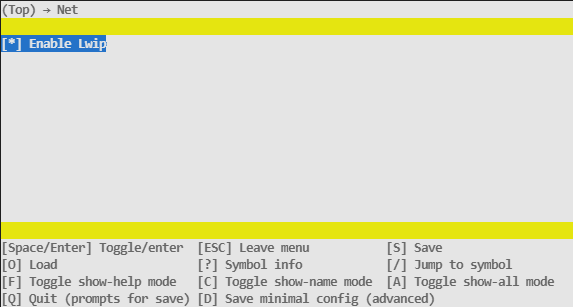 (Top) → Net
[*] Enable Lwip
[Space/Enter] Toggle/enter [ESC] Leave menu [S] Save
[O] Load [?] Symbol info [/] Jump to symbol
[F] Toggle show-help mode [C] Toggle show-name mode [A] Toggle show-all mode
[Q] Quit (prompts for save) [D] Save minimal config (advanced)